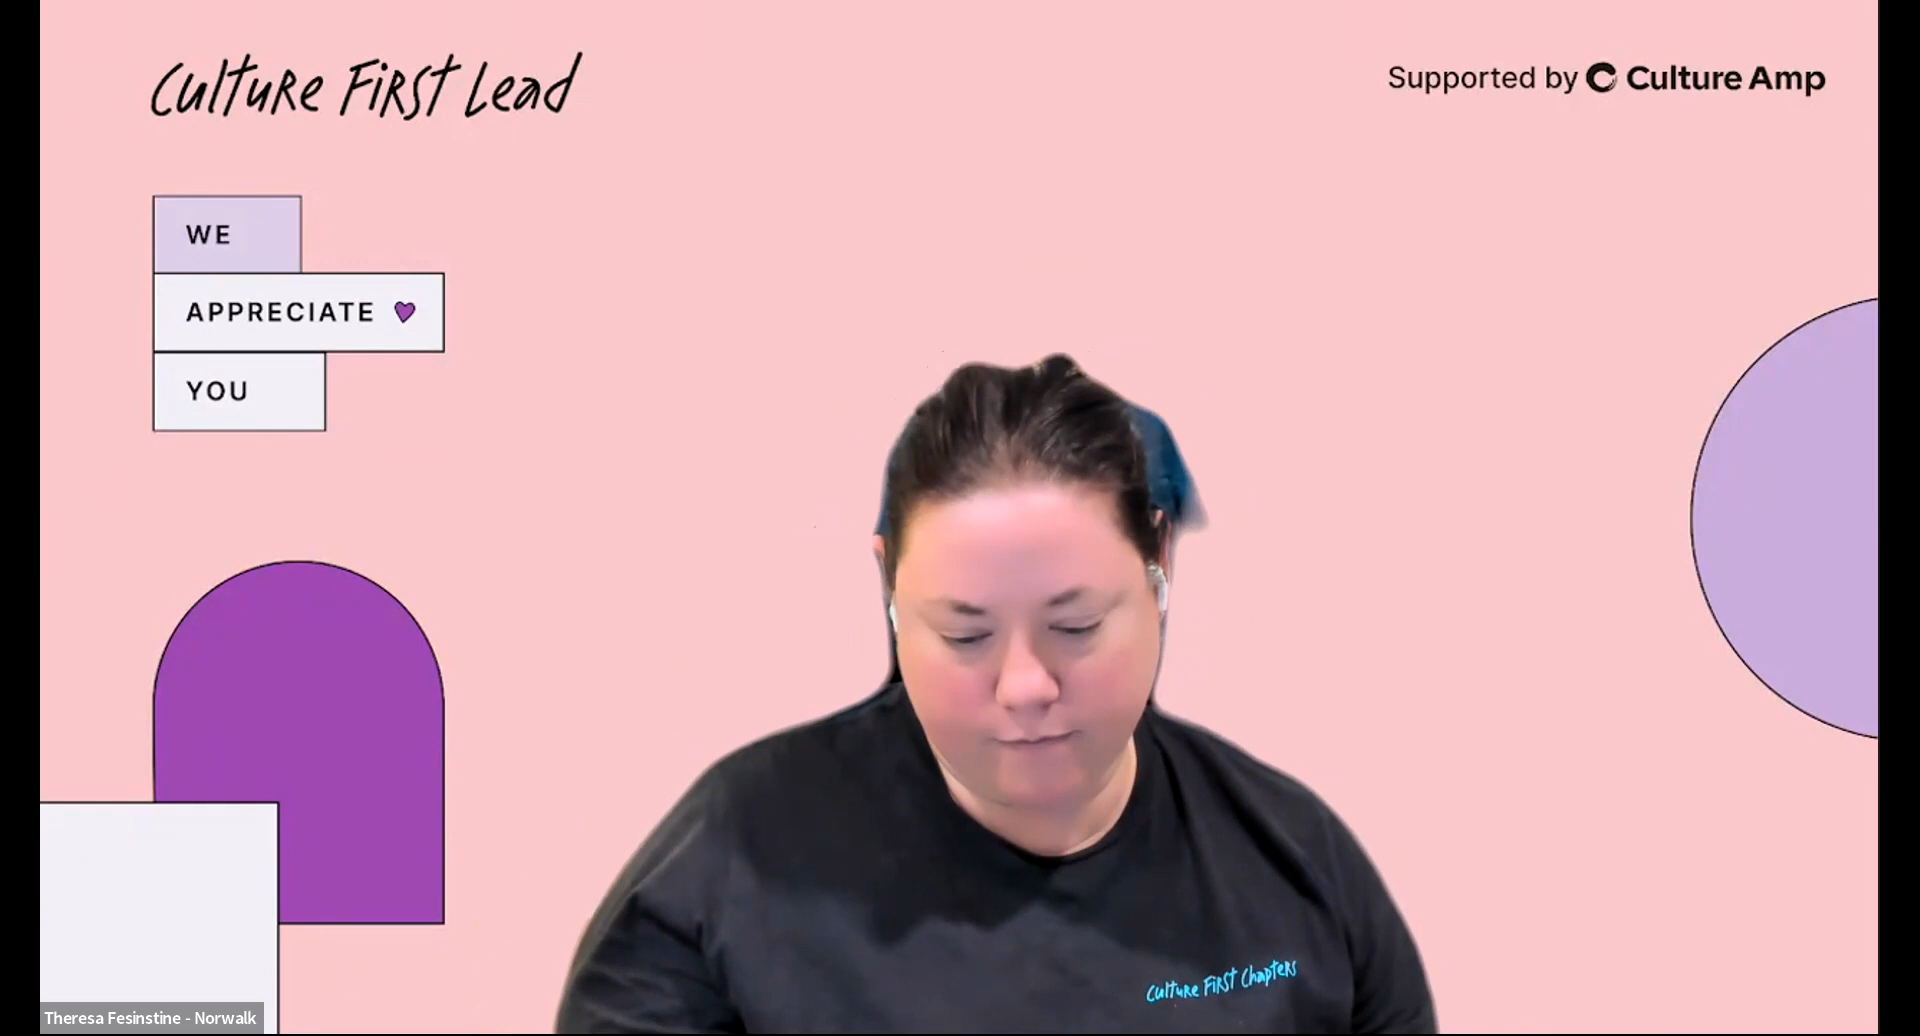 Culture First Lead
Supported by Culture Amp
WE
APPRECIATE
YOU
Culture First Chapters
Theresa Fesinstine - Norwalk